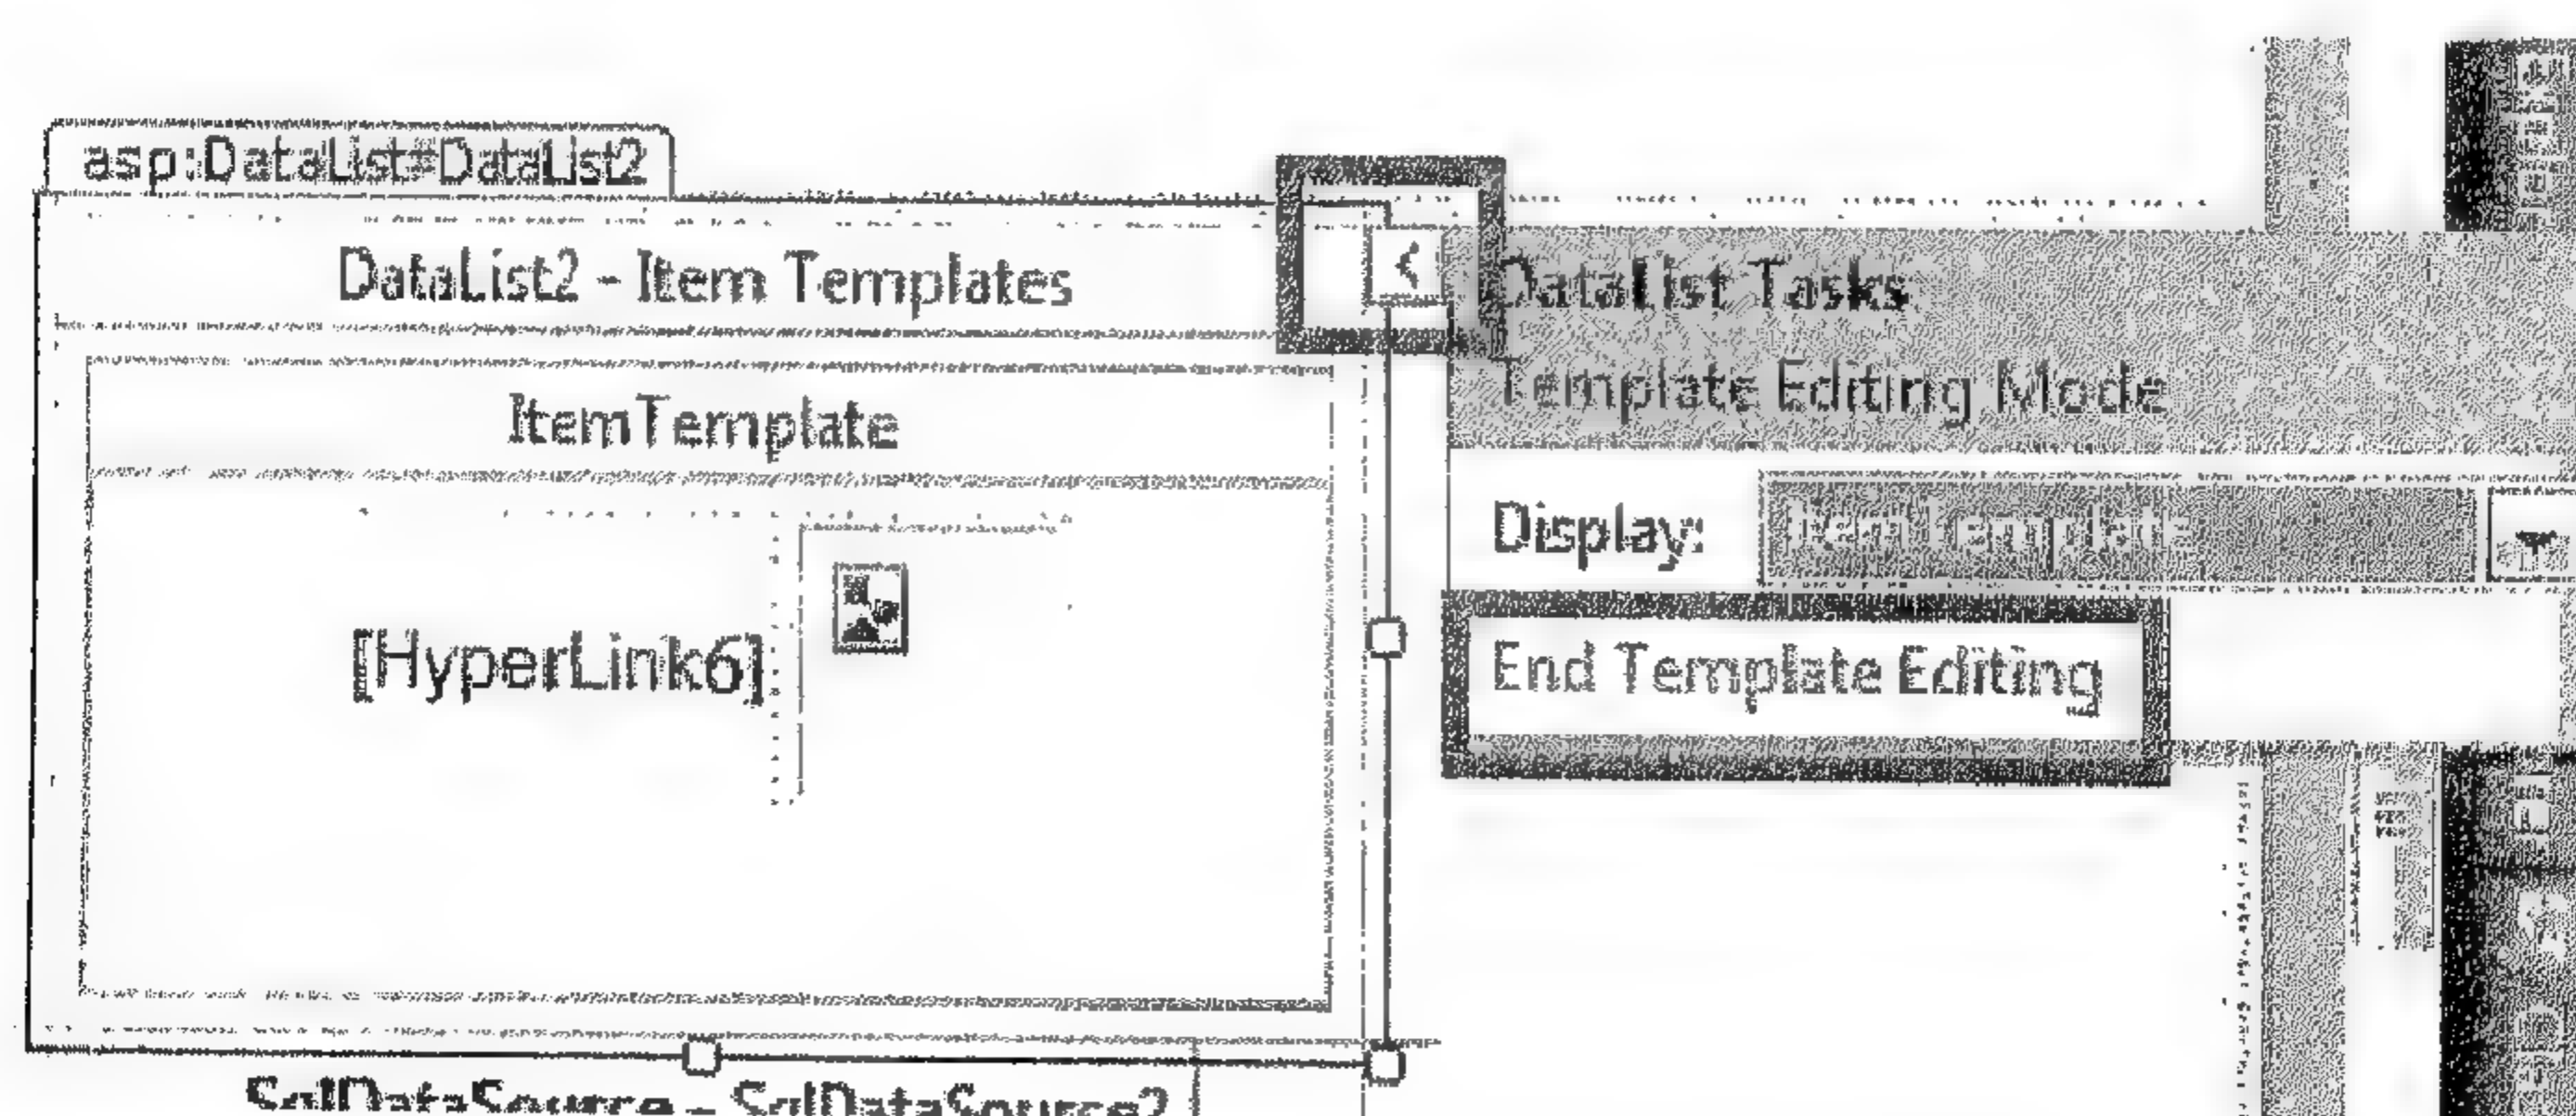 asp:DataList#DataList2
DataList2 - Item Templates
ItemTemplate
[HyperLink6]
SqlDataSource - SqlDataSource2
DataList Tasks
Template Editing Mode
Display: ItemTemplate
End Template Editing